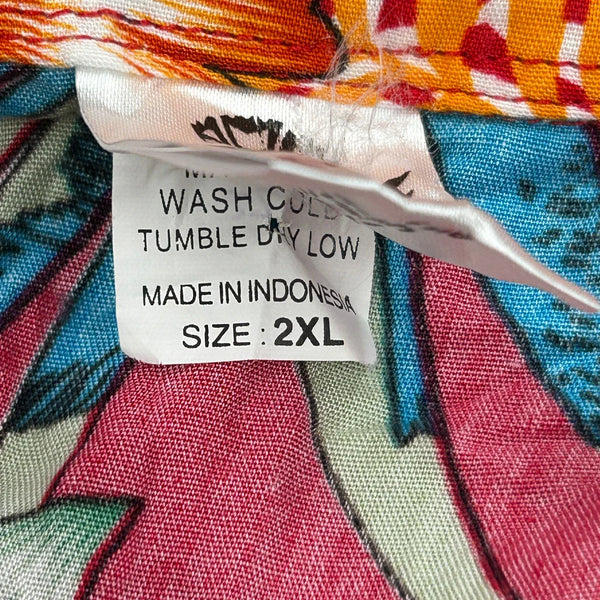 WASH COLD
TUMBLE DRY LOW
MADE IN INDONESIA
SIZE : 2XL